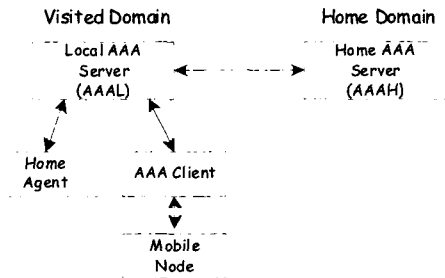 Visited Domain
Home Domain
Local AAA
Server
(AAAL)
Home AAA
Server
(AAAH)
Home
Agent
AAA Client
Mobile
Node